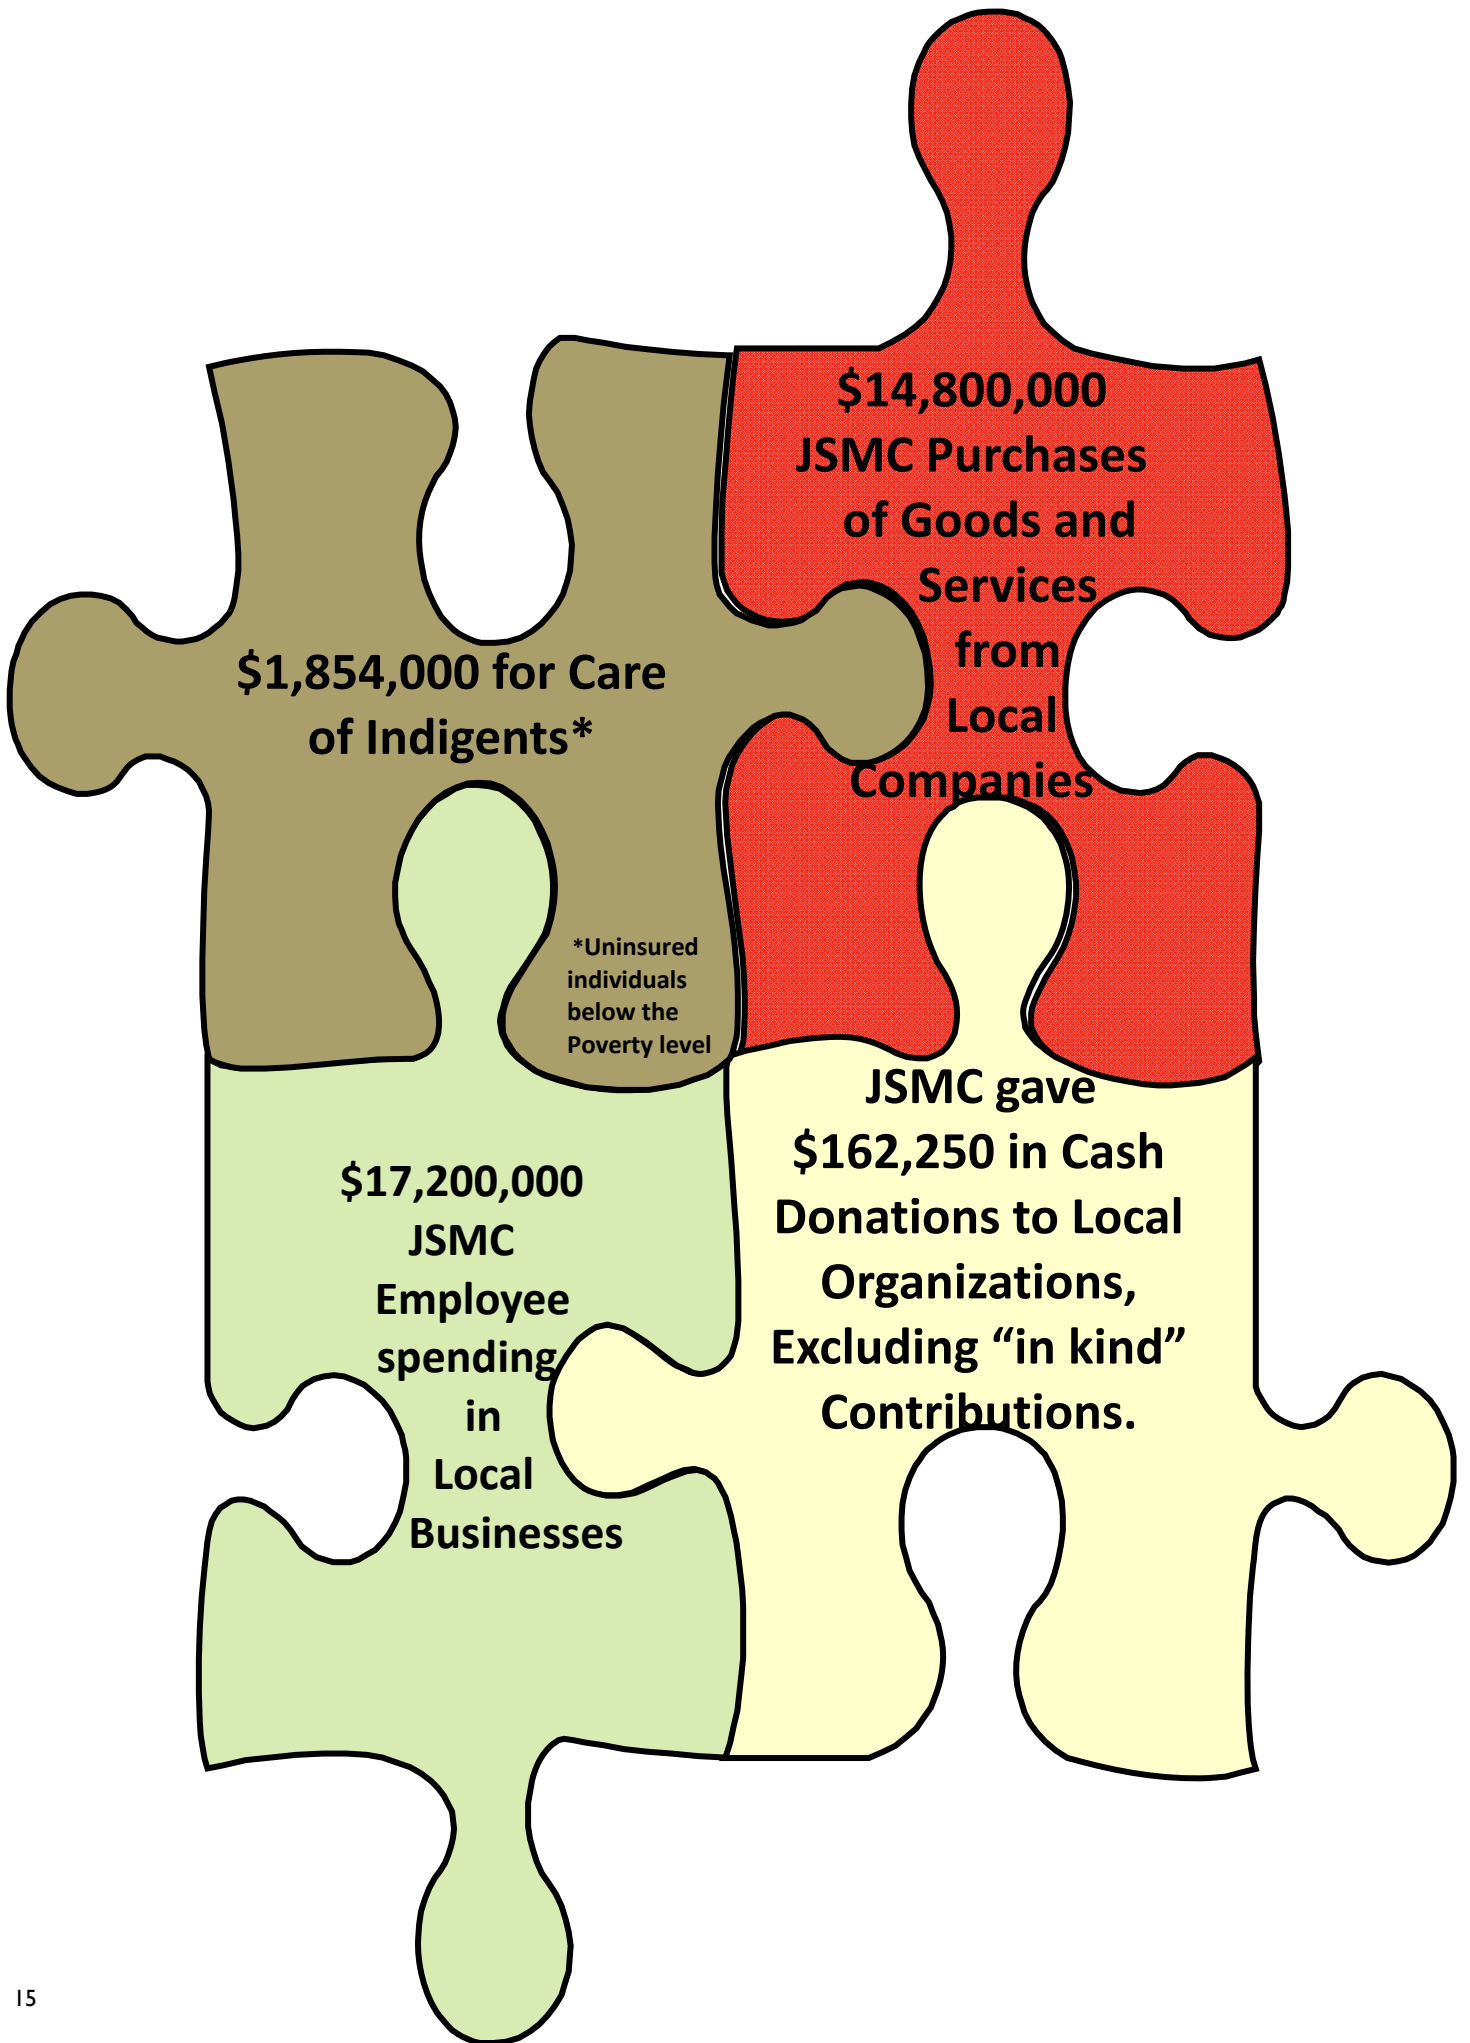 $14,800,000
JSMC Purchases
of Goods and
Services
from
Local
Companies
$1,854,000 for Care
of Indigents*
*Uninsured
individuals
below the
Poverty level
$17,200,000
JSMC
Employee
spending
in
Local
Businesses
JSMC gave
$162,250 in Cash
Donations to Local
Organizations,
Excluding “in kind”
Contributions.
15